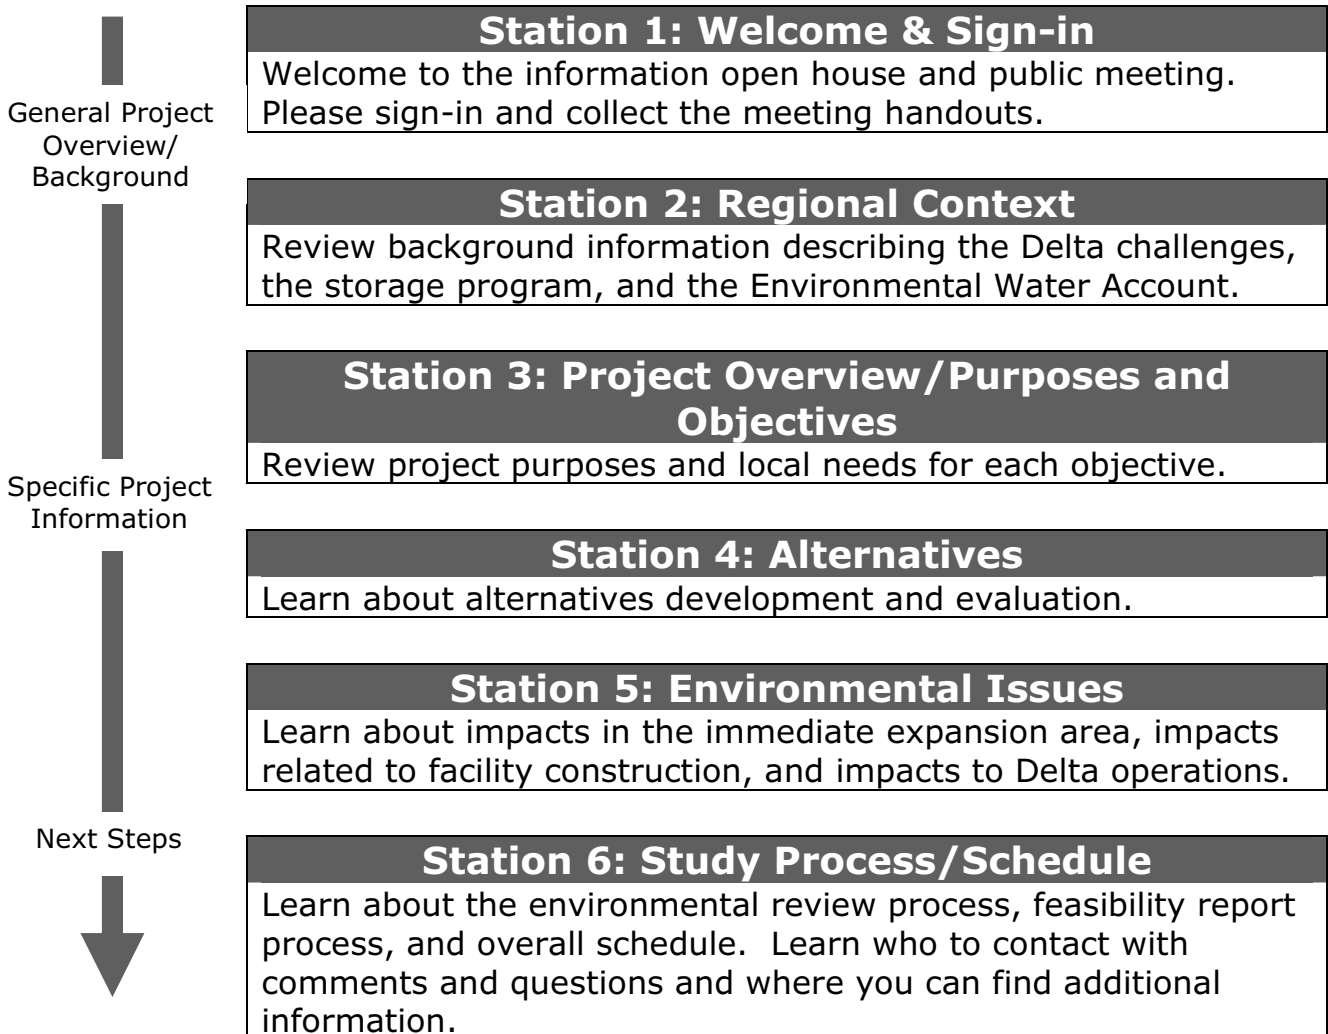 Station 1: Welcome & Sign-in
Welcome to the information open house and public meeting.
Please sign-in and collect the meeting handouts.
General Project
Overview/
Background
Station 2: Regional Context
Review background information describing the Delta challenges,
the storage program, and the Environmental Water Account.
Station 3: Project Overview/Purposes and
Objectives
Review project purposes and local needs for each objective.
Specific Project
Information
Station 4: Alternatives
Learn about alternatives development and evaluation.
Station 5: Environmental Issues
Learn about impacts in the immediate expansion area, impacts
related to facility construction, and impacts to Delta operations.
Next Steps
Station 6: Study Process/Schedule
Learn about the environmental review process, feasibility report
process, and overall schedule.  Learn who to contact with
comments and questions and where you can find additional
information.